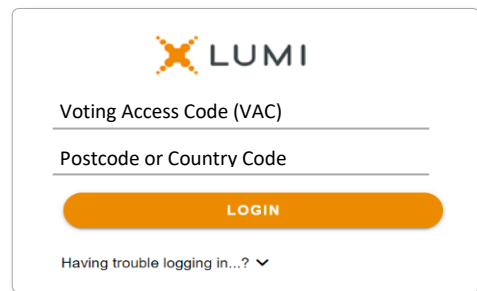 LUMI
Voting Access Code (VAC)
Postcode or Country Code
LOGIN
Having trouble logging in...?